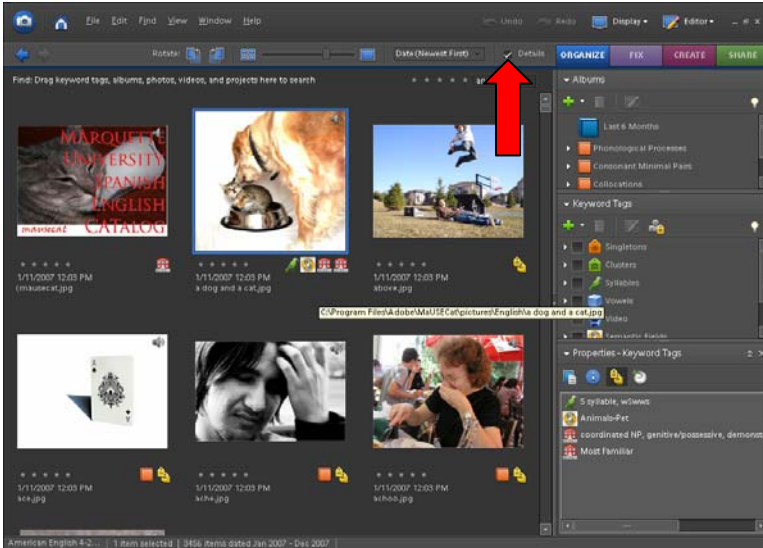 File Edit Find View Window Help Undo Redo Display Editor
Rotate: Date (Newest First) Details ORGANIZE FIX CREATE SHARE
Find: Drag keyword tags, albums, photos, videos, and projects here to search
Albums
Last 6 Months
Phonological Processes
Consonant Minimal Pairs
Collocations
Keyword Tags
Singletons
Clusters
Syllables
Vowels
Video
Semantic Fields
Properties - Keyword Tags
5 syllable, wSwws
Animals-Pet
coordinated NP, genitive/possessive, demonst
Most Familiar
MARQUETTE
UNIVERSITY
SPANISH
ENGLISH
mausecat CATALOG
1/11/2007 12:03 PM
(mausecat.jpg
1/11/2007 12:03 PM
a dog and a cat.jpg
1/11/2007 12:03 PM
above.jpg
C:\Program Files\Adobe\MaUSECat\pictures\English\a dog and a cat.jpg
A
1/11/2007 12:03 PM
ace.jpg
1/11/2007 12:03 PM
ache.jpg
1/11/2007 12:03 PM
achoo.jpg
American English 4-2... 1 item selected 3456 items dated Jan 2007 - Dec 2007